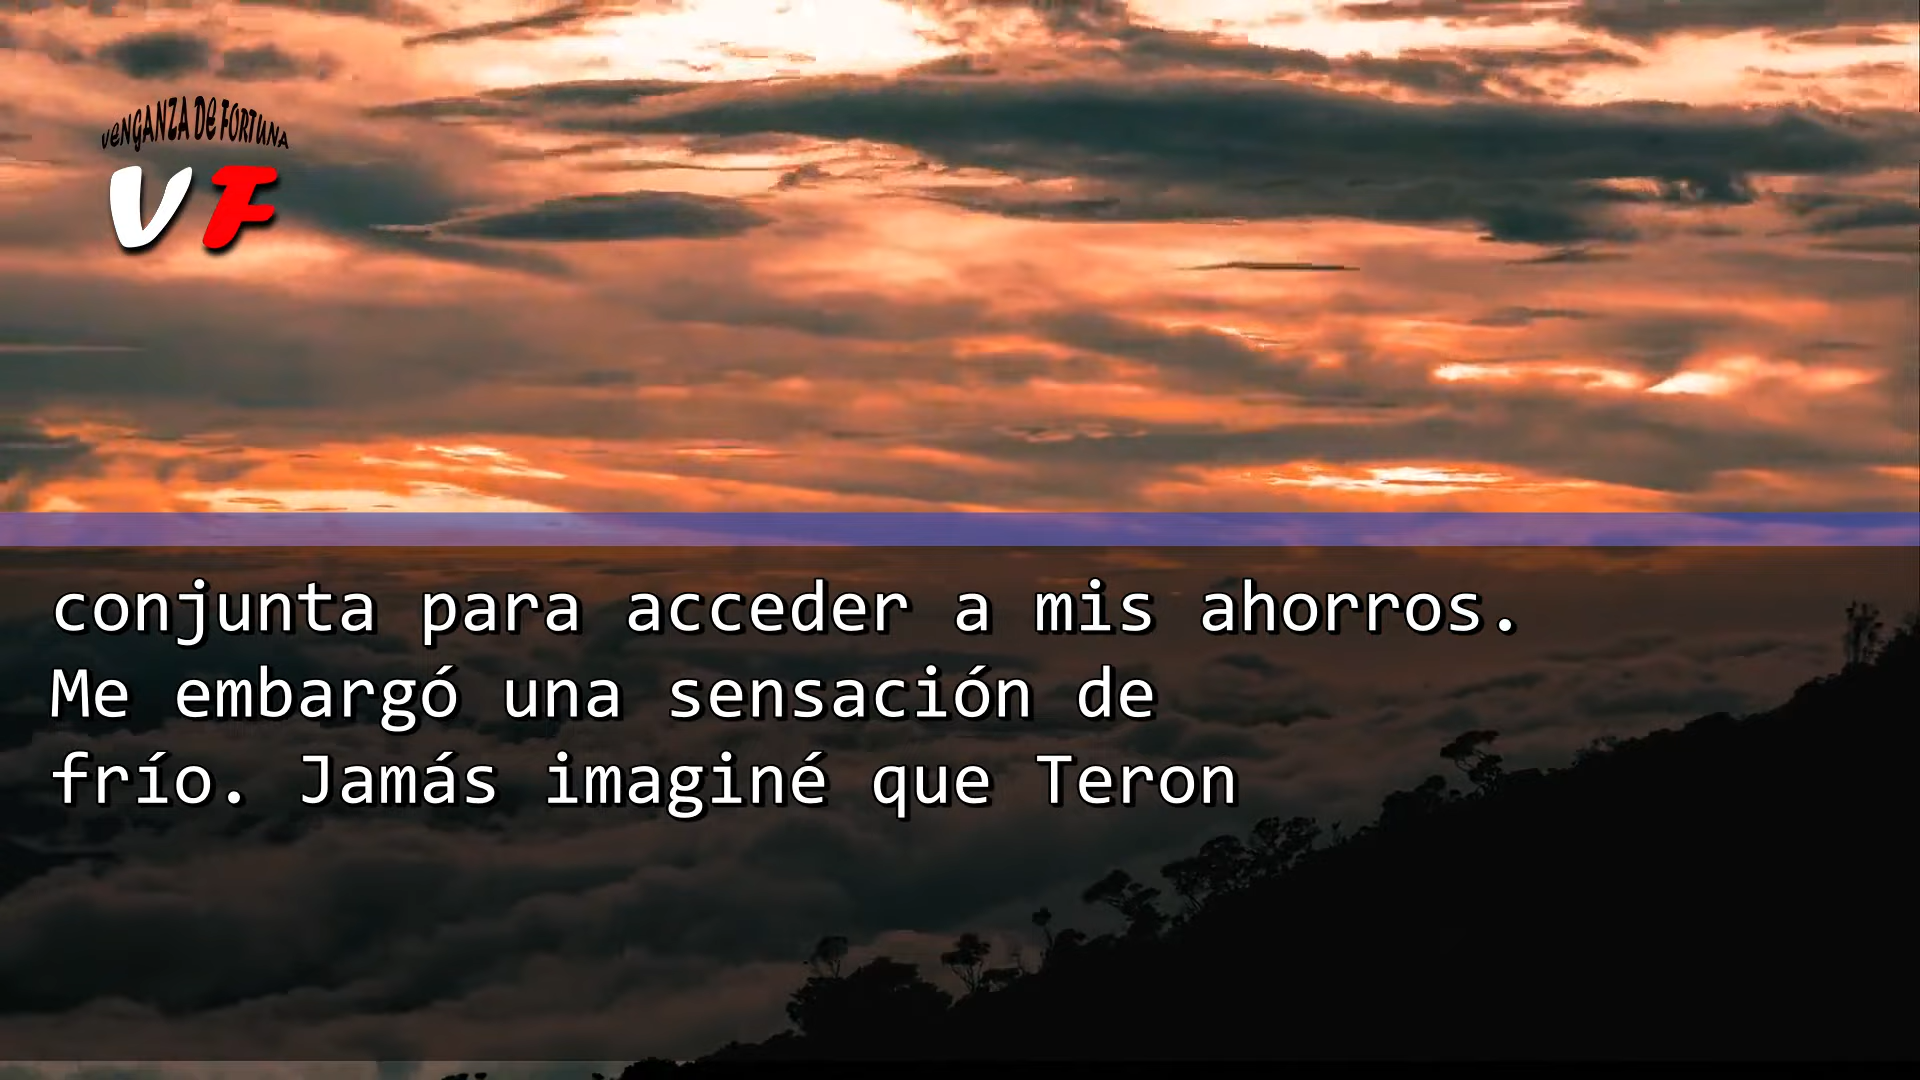 VENGANZA DE FORTUNA
VF
conjunta para acceder a mis ahorros.
Me embargó una sensación de
frío. Jamás imaginé que Teron